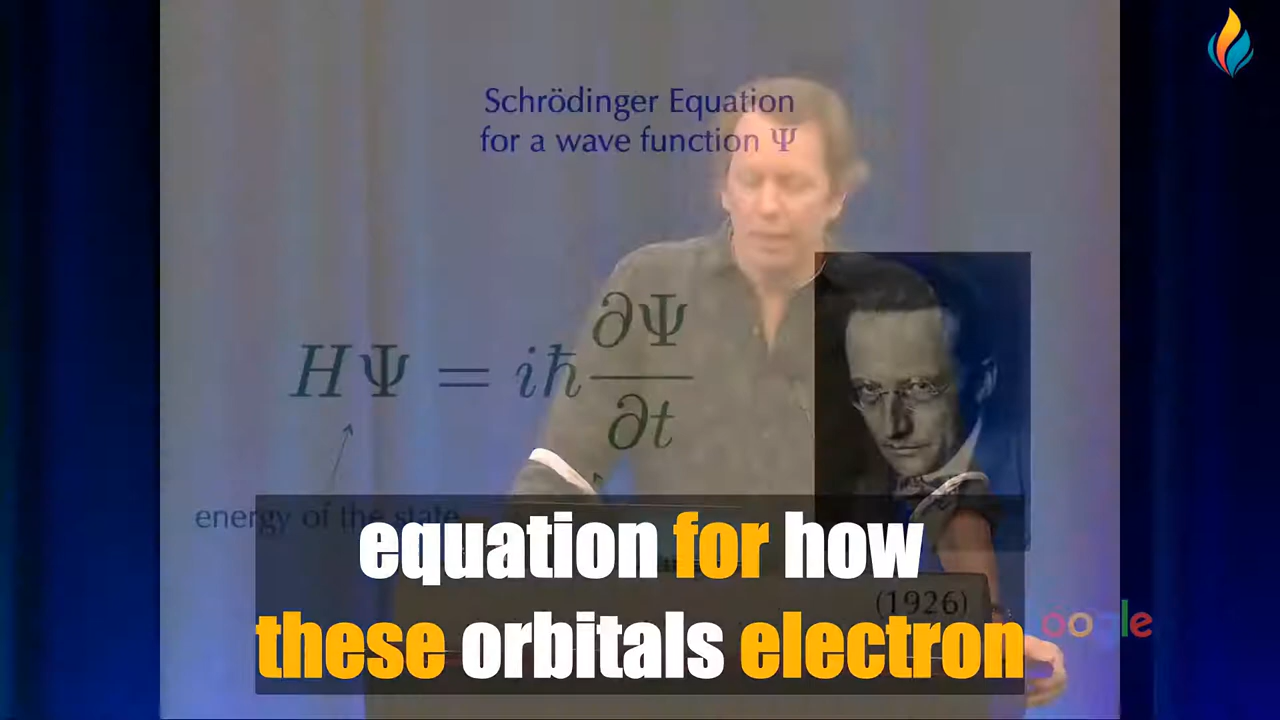 Schrödinger Equation
for a wave function Ψ
HΨ = iħ ∂Ψ/∂t
energy of the state
equation for how
these orbitals electron
(1926)